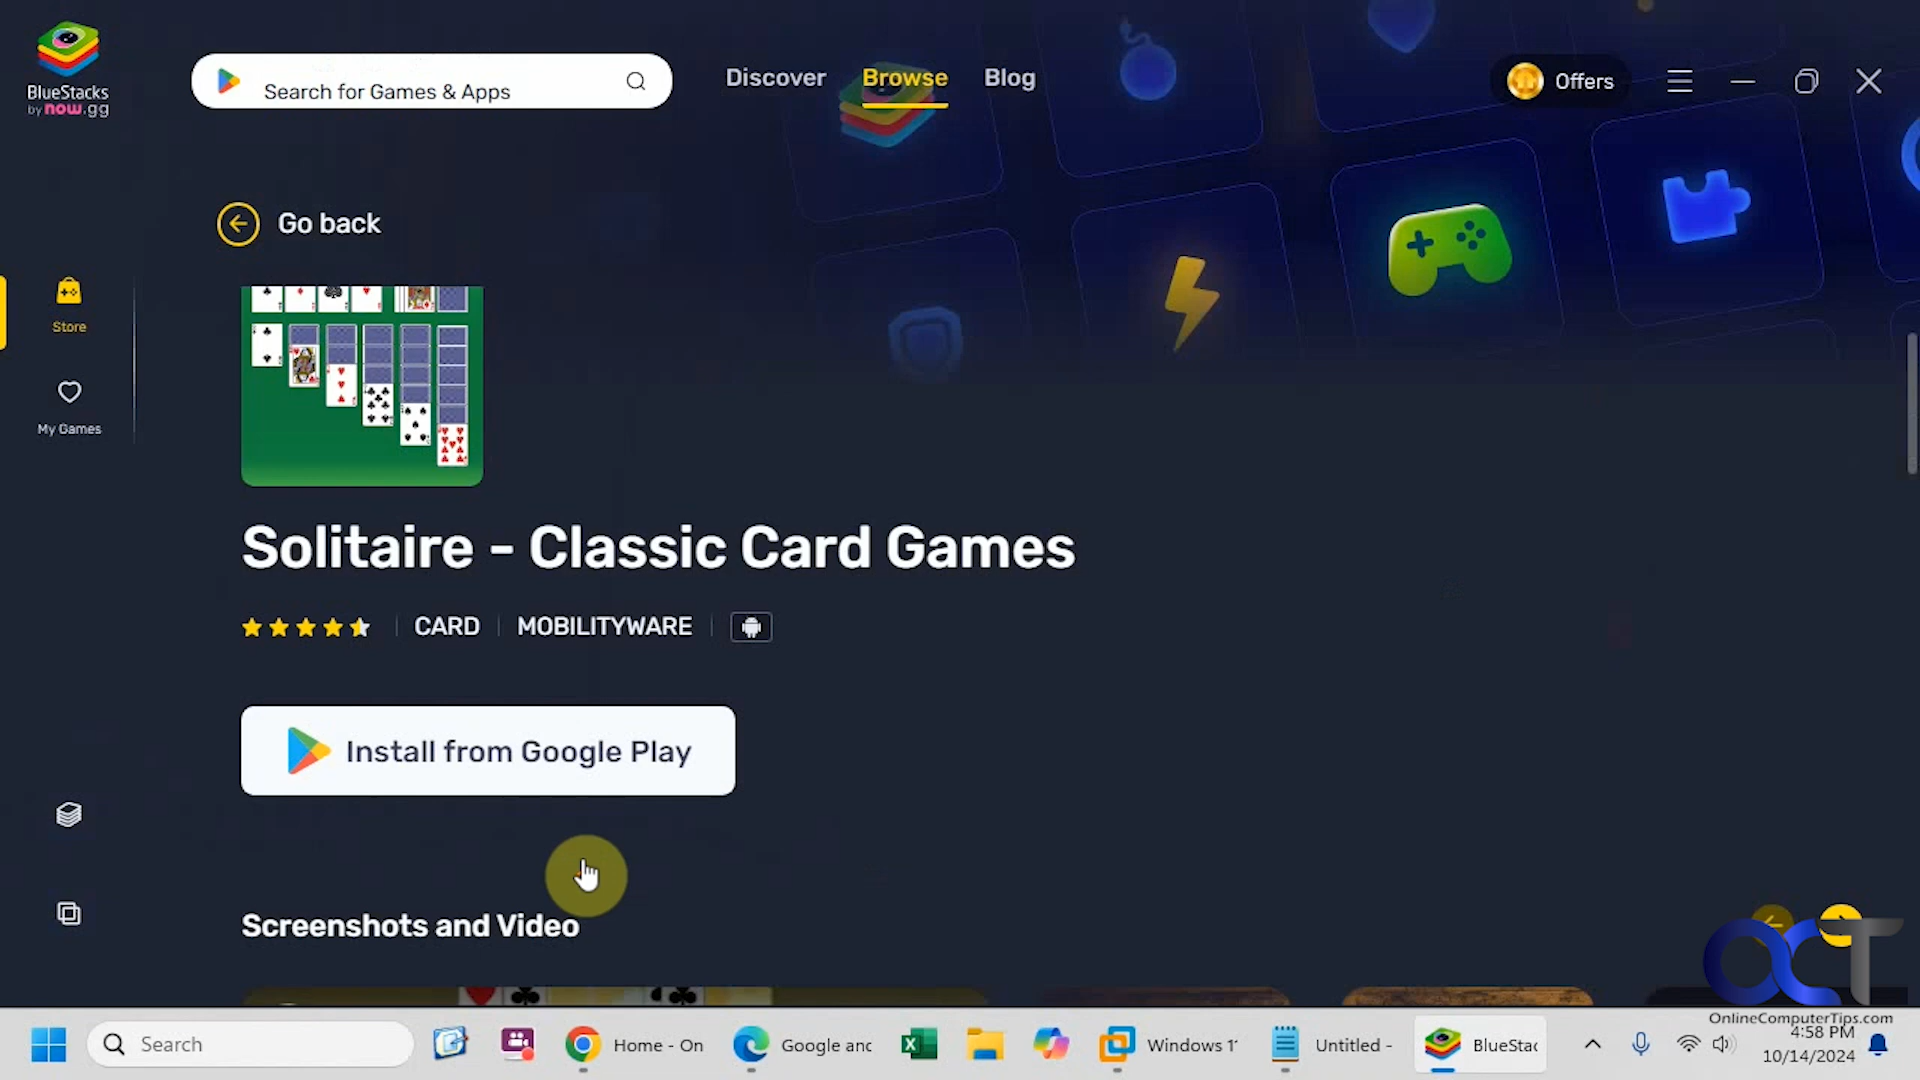 BlueStacks
by now.gg
Search for Games & Apps
Discover
Browse
Blog
Offers
Go back
Store
My Games
Solitaire - Classic Card Games
CARD
MOBILITYWARE
Install from Google Play
Screenshots and Video
OCT
OnlineComputerTips.com
Search
Home - On
Google anc
Windows 1'
Untitled -
BlueStac
4:58 PM
10/14/2024